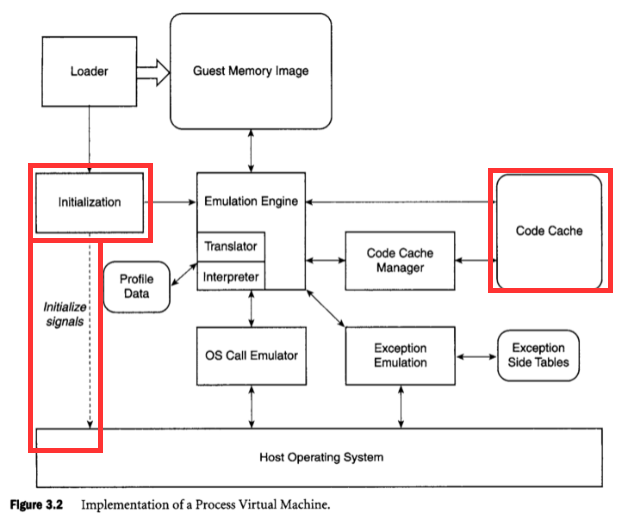 Loader
Guest Memory Image
Initialization
Emulation Engine
Translator
Interpreter
Code Cache
Manager
Code Cache
Profile
Data
Initialize
signals
OS Call Emulator
Exception
Emulation
Exception
Side Tables
Host Operating System
Figure 3.2 Implementation of a Process Virtual Machine.